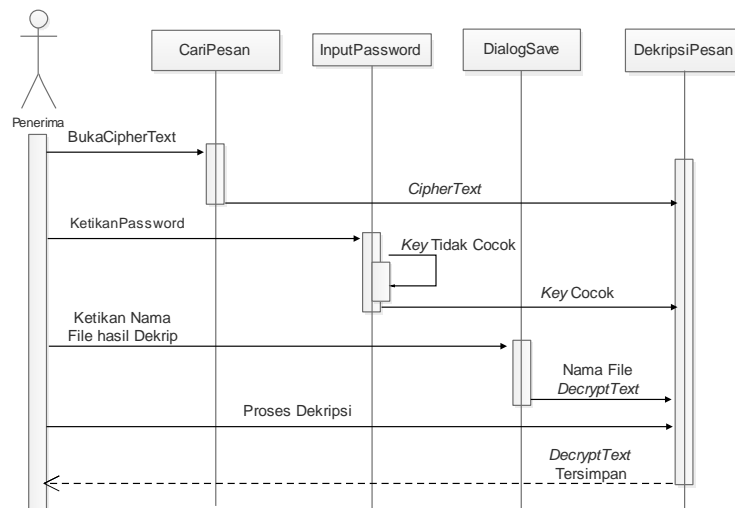 CariPesan
InputPassword
DialogSave
DekripsiPesan
Penerima
BukaCipherText
CipherText
KetikanPassword
Key Tidak Cocok
Key Cocok
Ketikan Nama
File hasil Dekrip
Nama File
DecryptText
Proses Dekripsi
DecryptText
Tersimpan